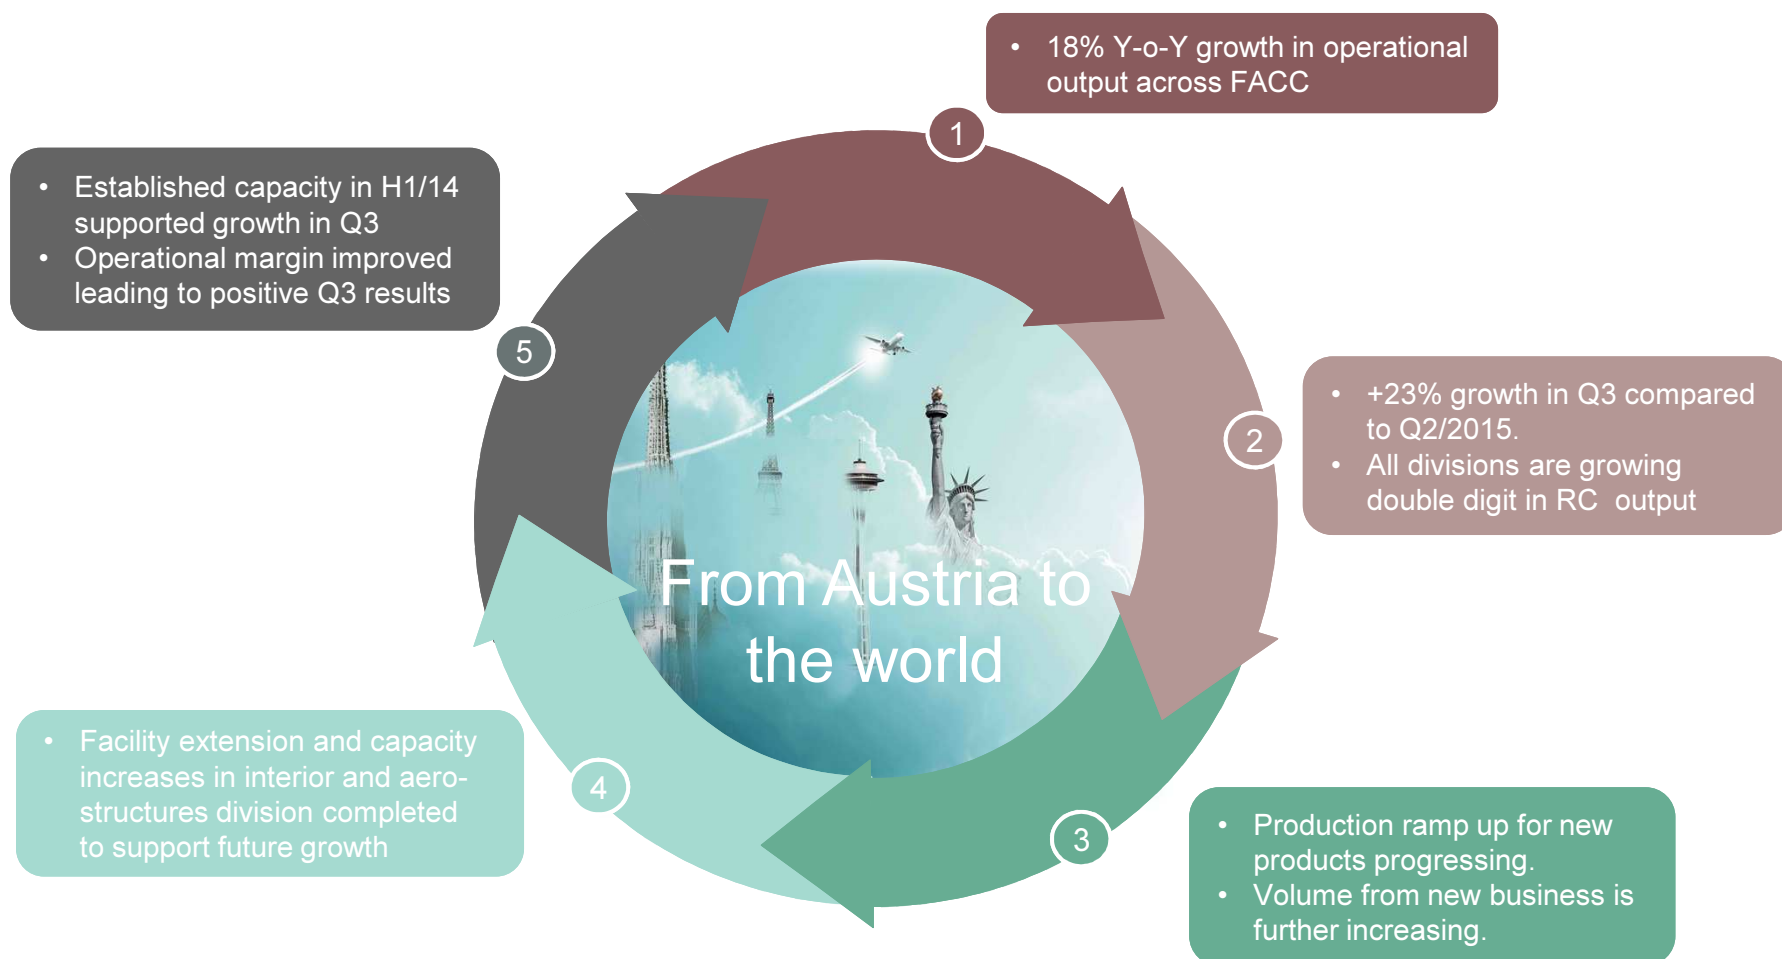 1
• 18% Y-o-Y growth in operational
output across FACC
2
• +23% growth in Q3 compared
to Q2/2015.
• All divisions are growing
double digit in RC output
3
• Production ramp up for new
products progressing.
• Volume from new business is
further increasing.
4
• Facility extension and capacity
increases in interior and aero-
structures division completed
to support future growth
5
• Established capacity in H1/14
supported growth in Q3
• Operational margin improved
leading to positive Q3 results
From Austria to
the world